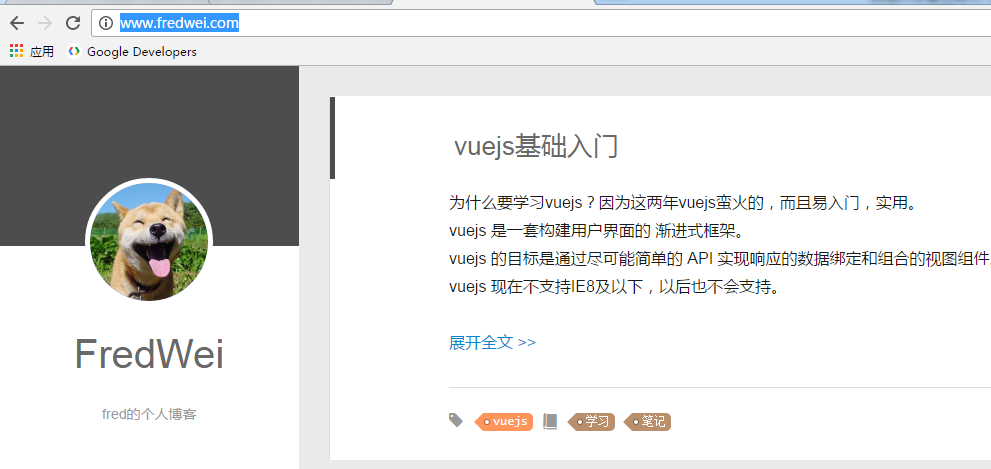 www.fredwei.com
应用 Google Developers
FredWei
fred的个人博客
vuejs基础入门
为什么要学习vuejs？因为这两年vuejs蛮火的，而且易入门，实用。
vuejs 是一套构建用户界面的 渐进式框架。
vuejs 的目标是通过尽可能简单的 API 实现响应的数据绑定和组合的视图组件
vuejs 现在不支持IE8及以下，以后也不会支持。
展开全文 >>
vuejs 学习 笔记